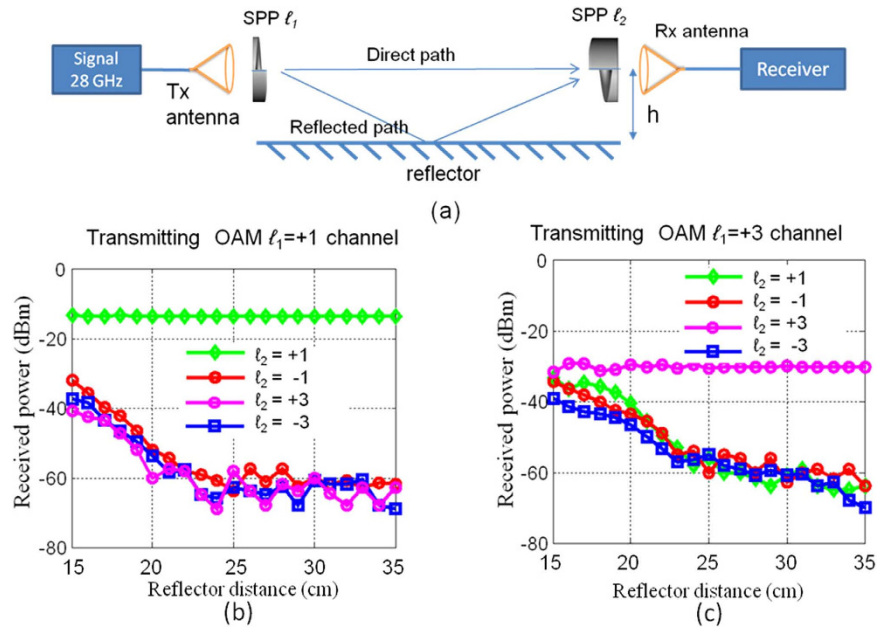 SPP ℓ1
SPP ℓ2
Signal
28 GHz
Tx
antenna
Direct path
Rx antenna
Receiver
h
Reflected path
reflector
(a)
Transmitting OAM ℓ1=+1 channel
Received power (dBm)
0
-20
-40
-60
-80
ℓ2 = +1
ℓ2 = -1
ℓ2 = +3
ℓ2 = -3
15 20 25 30 35
Reflector distance (cm)
(b)
Transmitting OAM ℓ1=+3 channel
Received power (dBm)
0
-20
-40
-60
-80
ℓ2 = +1
ℓ2 = -1
ℓ2 = +3
ℓ2 = -3
15 20 25 30 35
Reflector distance (cm)
(c)